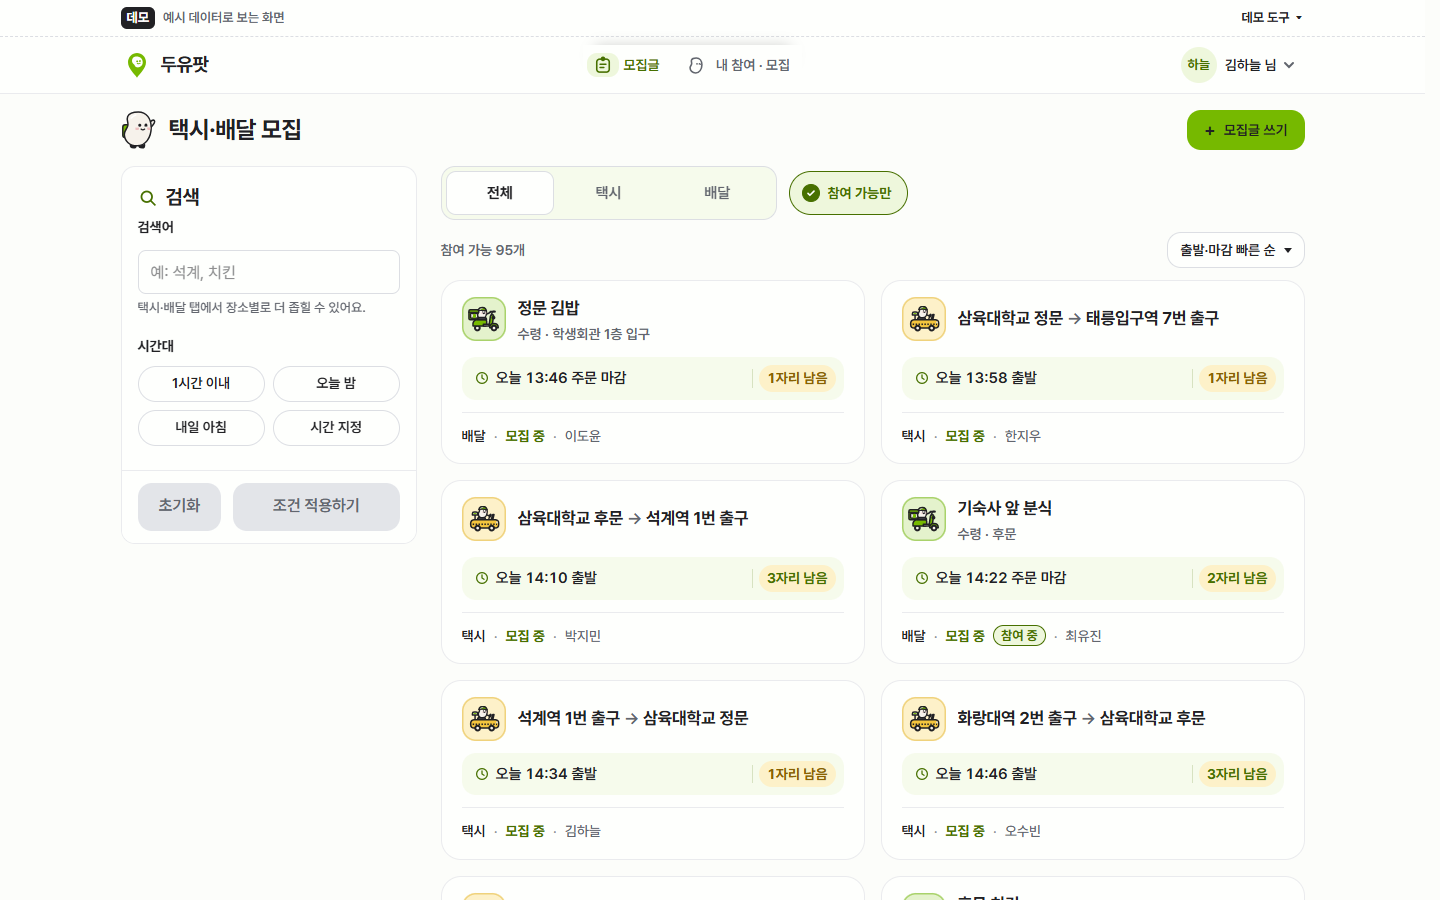 데모 예시 데이터로 보는 화면
데모 도구
두유팟
모집글
내 참여 · 모집
하늘 김하늘 님
택시·배달 모집
+ 모집글 쓰기
검색
검색어
예: 석계, 치킨
택시·배달 탭에서 장소별로 더 좁힐 수 있어요.
시간대
1시간 이내
오늘 밤
내일 아침
시간 지정
초기화
조건 적용하기
전체
택시
배달
참여 가능만
참여 가능 95개
출발·마감 빠른 순
정문 김밥
수령 · 학생회관 1층 입구
오늘 13:46 주문 마감
1자리 남음
배달 · 모집 중 · 이도윤
삼육대학교 정문 → 태릉입구역 7번 출구
오늘 13:58 출발
1자리 남음
택시 · 모집 중 · 한지우
삼육대학교 후문 → 석계역 1번 출구
오늘 14:10 출발
3자리 남음
택시 · 모집 중 · 박지민
기숙사 앞 분식
수령 · 후문
오늘 14:22 주문 마감
2자리 남음
배달 · 모집 중 참여 중 · 최유진
석계역 1번 출구 → 삼육대학교 정문
오늘 14:34 출발
1자리 남음
택시 · 모집 중 · 김하늘
화랑대역 2번 출구 → 삼육대학교 후문
오늘 14:46 출발
3자리 남음
택시 · 모집 중 · 오수빈